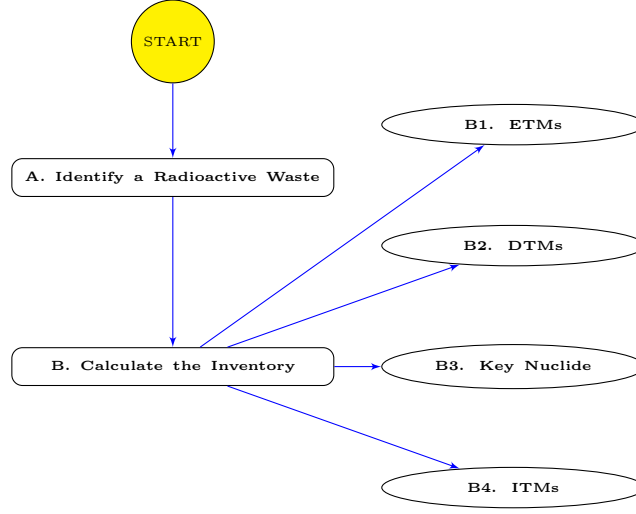 START
A. Identify a Radioactive Waste
B. Calculate the Inventory
B1. ETMs
B2. DTMs
B3. Key Nuclide
B4. ITMs